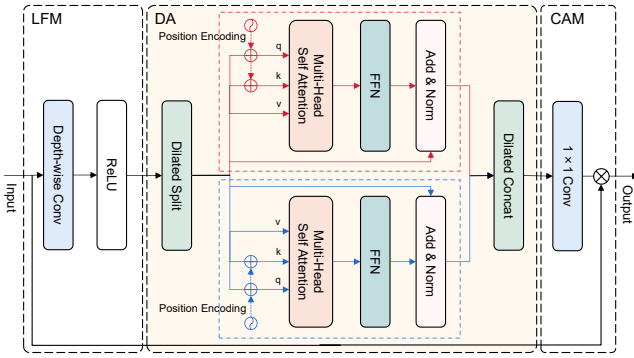 LFM
DA
CAM
Position Encoding
q
k
v
Multi-Head
Self Attention
FFN
Add & Norm
Input
Depth-wise Conv
ReLU
Dilated Split
Dilated Concat
1 × 1 Conv
Output
v
k
q
Multi-Head
Self Attention
FFN
Add & Norm
Position Encoding